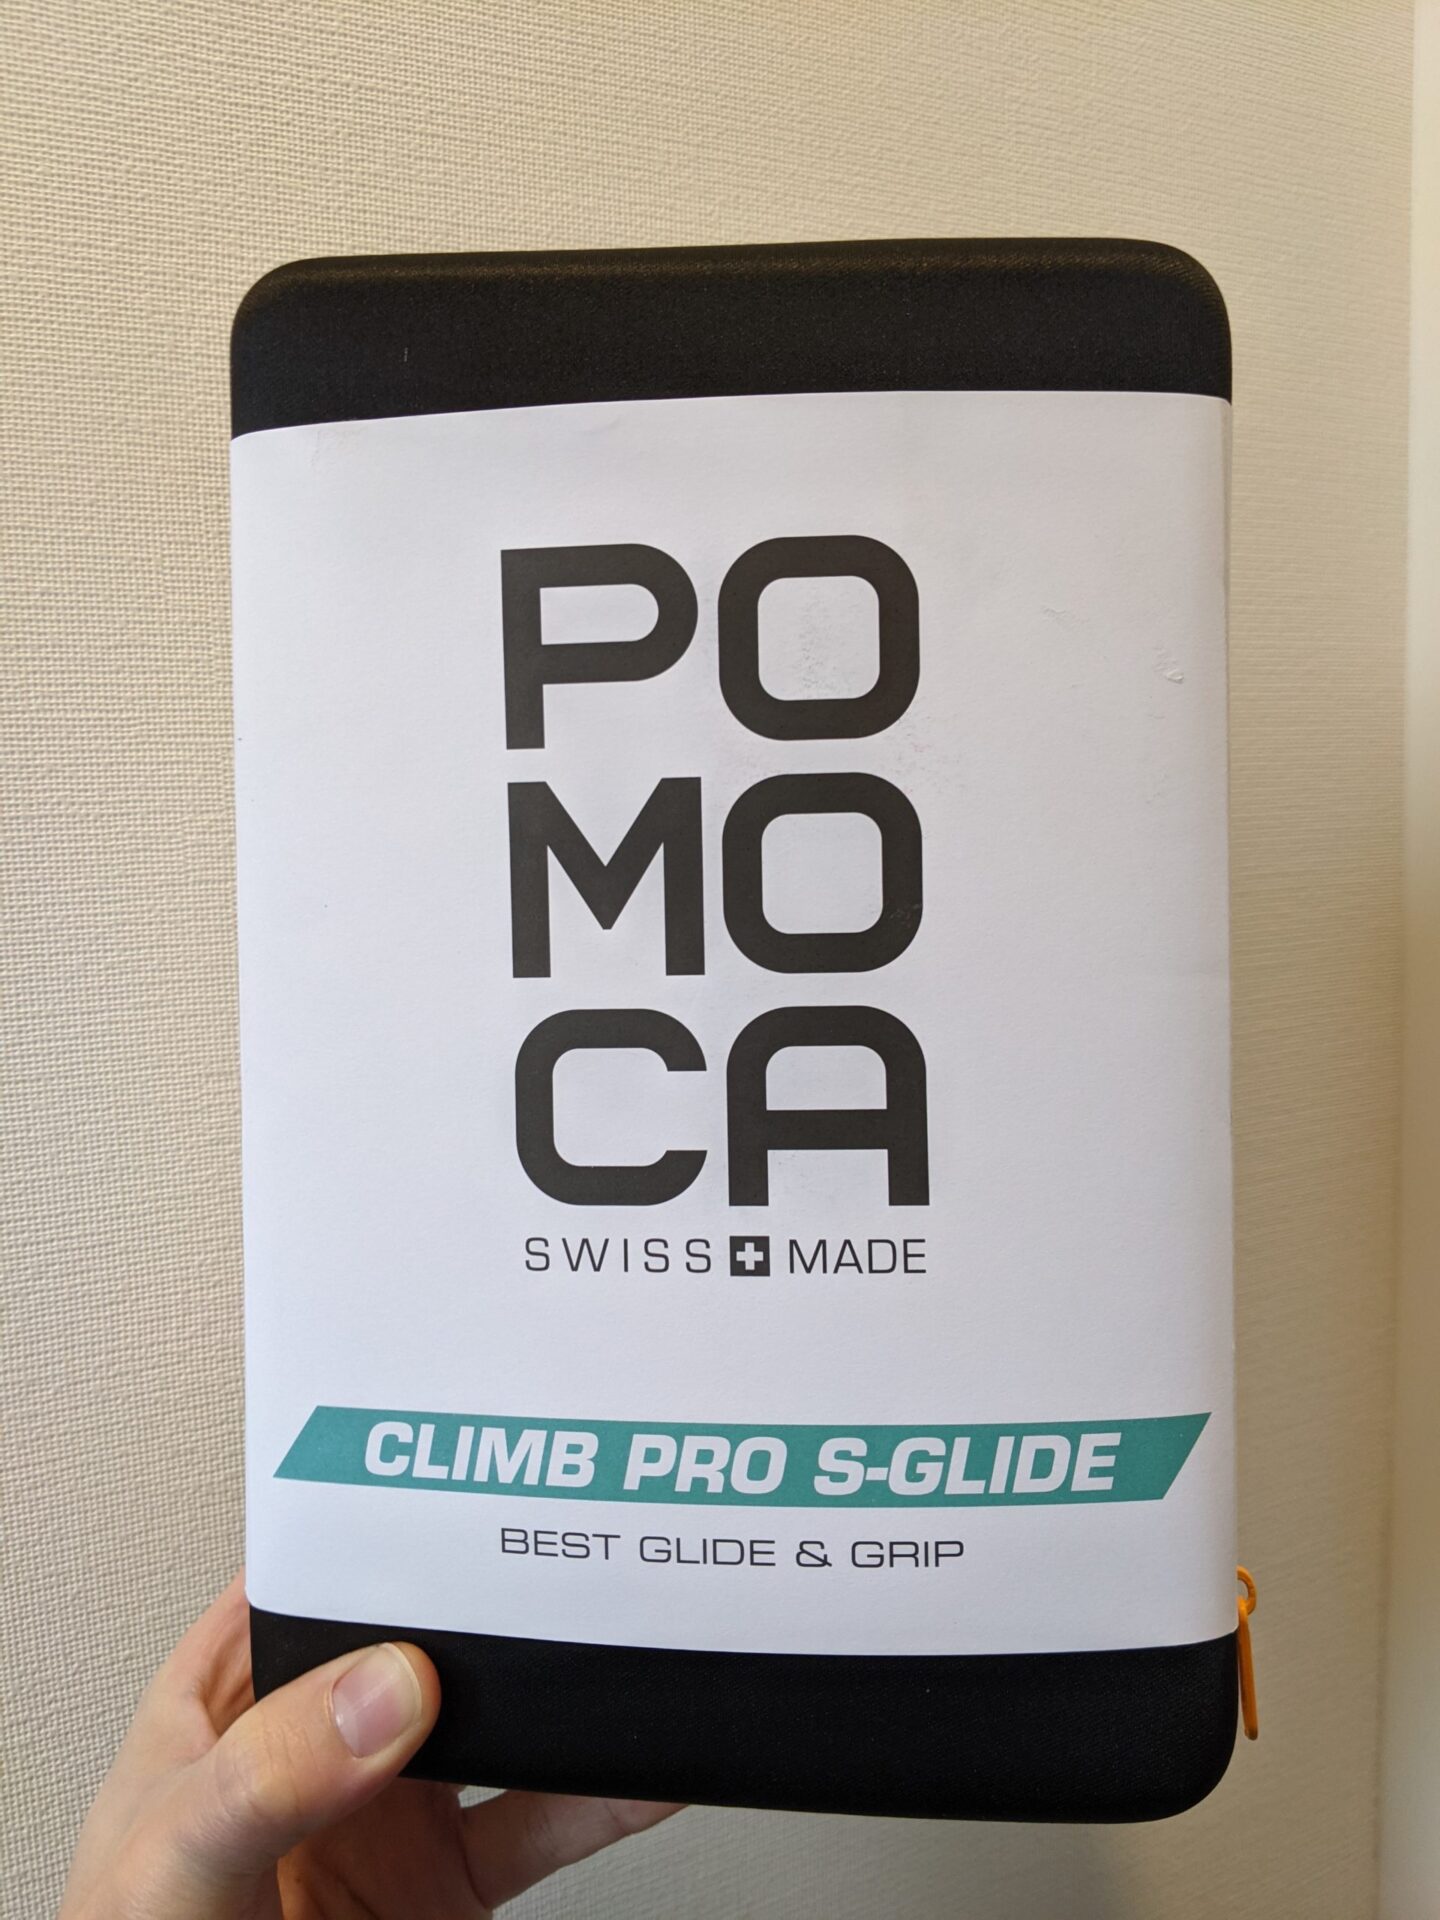 PO
MO
CA
SWISS MADE
CLIMB PRO S-GLIDE
BEST GLIDE & GRIP